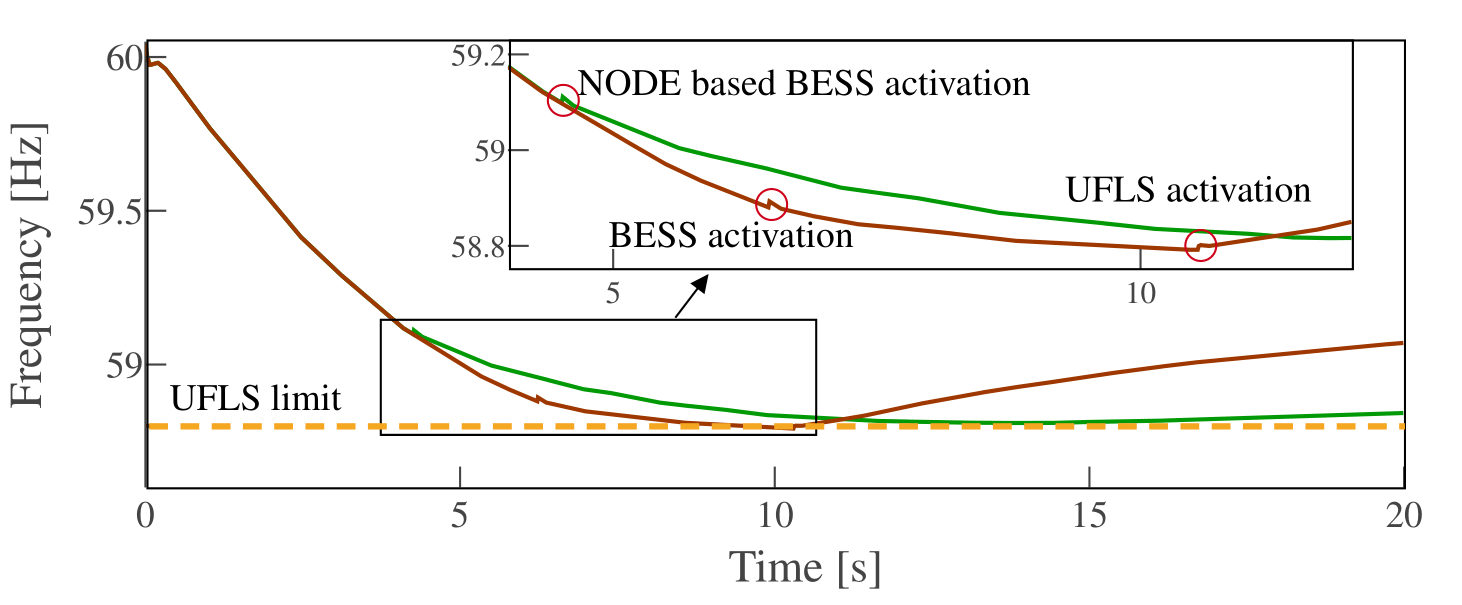 59.2
NODE based BESS activation
59
UFLS activation
BESS activation
58.8
5
10
60
59.5
59
Frequency [Hz]
UFLS limit
0
5
10
15
20
Time [s]